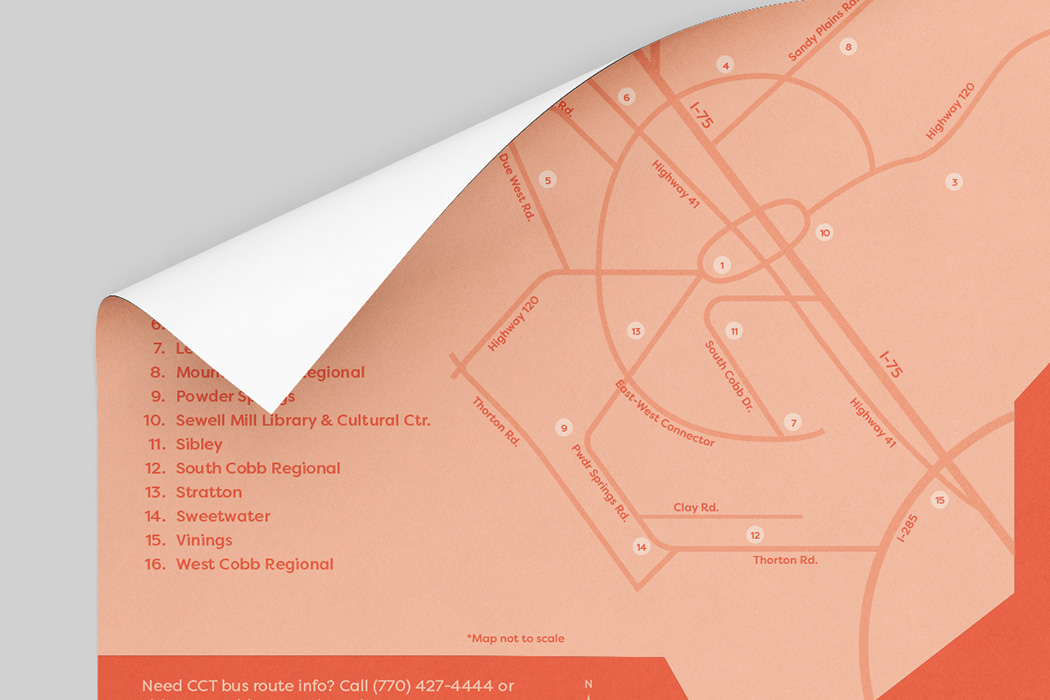 Sandy Plains Rd.
8
4
6
I-75
Highway 120
Rd.
Highway 41
3
Due West Rd.
5
10
1
Highway 120
13
11
I-75
South Cobb Dr.
East-West Connector
Thorton Rd.
9
7
Highway 41
Pwdr Springs Rd.
Clay Rd.
15
I-285
14
12
Thorton Rd.
6.
7. Le
8. Moun egional
9. Powder Sp gs
10. Sewell Mill Library & Cultural Ctr.
11. Sibley
12. South Cobb Regional
13. Stratton
14. Sweetwater
15. Vinings
16. West Cobb Regional
*Map not to scale
Need CCT bus route info? Call (770) 427-4444 or
N